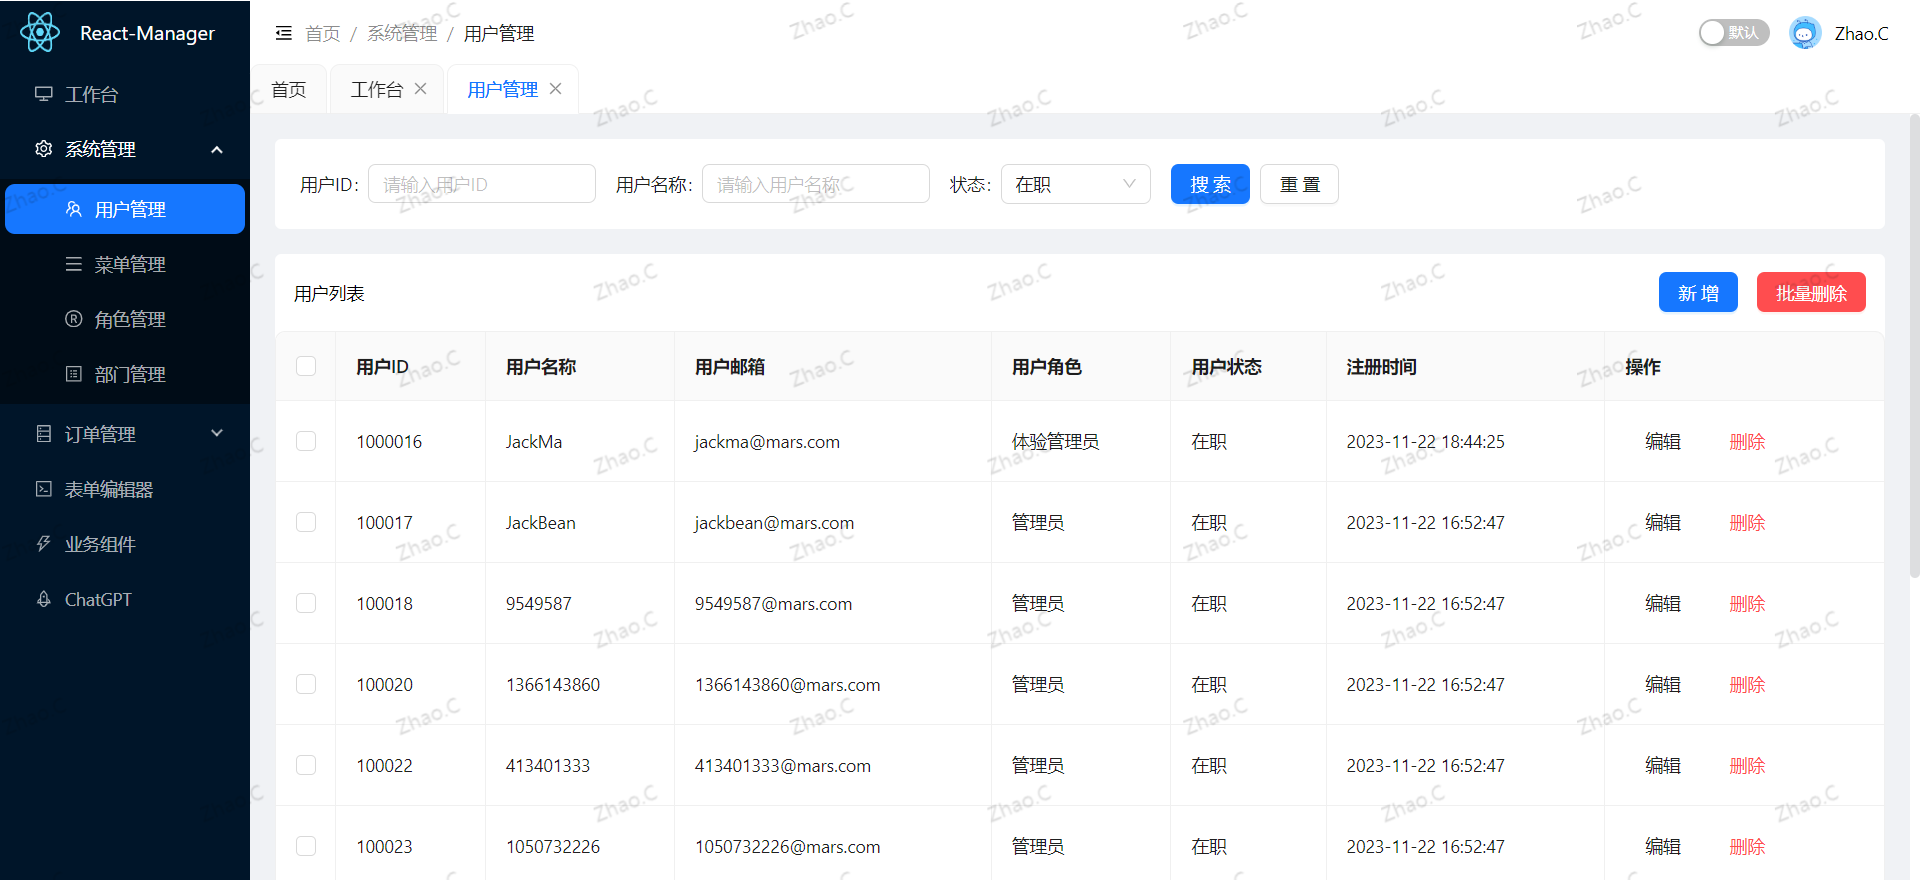 React-Manager
工作台
系统管理
用户管理
菜单管理
角色管理
部门管理
订单管理
表单编辑器
业务组件
ChatGPT
首页 / 系统管理 / 用户管理
默认 Zhao.C
首页 工作台 用户管理
用户ID: 请输入用户ID 用户名称: 请输入用户名称 状态: 在职 搜 索 重 置
用户列表 新 增 批量删除
用户ID 用户名称 用户邮箱 用户角色 用户状态 注册时间 操作
1000016 JackMa jackma@mars.com 体验管理员 在职 2023-11-22 18:44:25 编辑 删除
100017 JackBean jackbean@mars.com 管理员 在职 2023-11-22 16:52:47 编辑 删除
100018 9549587 9549587@mars.com 管理员 在职 2023-11-22 16:52:47 编辑 删除
100020 1366143860 1366143860@mars.com 管理员 在职 2023-11-22 16:52:47 编辑 删除
100022 413401333 413401333@mars.com 管理员 在职 2023-11-22 16:52:47 编辑 删除
100023 1050732226 1050732226@mars.com 管理员 在职 2023-11-22 16:52:47 编辑 删除
Zhao.C